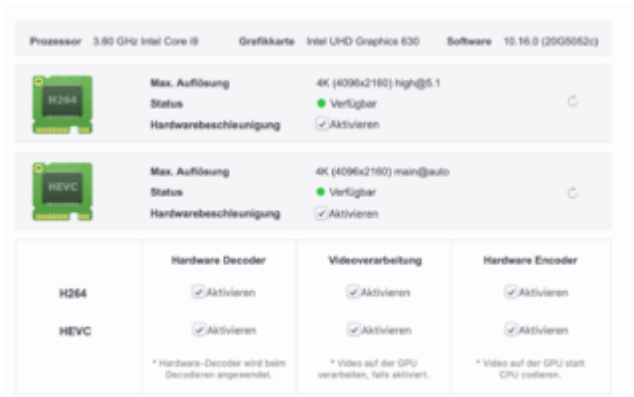 Prozessor 3.60 GHz Intel Core i9 Grafikkarte Intel UHD Graphics 630 Software 10.16.0 (20G5052c)
H264
Max. Auflösung 4K (4096x2160) high@5.1
Status Verfügbar
Hardwarebeschleunigung Aktivieren
HEVC
Max. Auflösung 4K (4096x2160) main@auto
Status Verfügbar
Hardwarebeschleunigung Aktivieren
Hardware Decoder Videoverarbeitung Hardware Encoder
H264 Aktivieren Aktivieren Aktivieren
HEVC Aktivieren Aktivieren Aktivieren
* Hardware-Decoder wird beim * Video auf der GPU * Video auf der GPU statt
Decodieren angewendet. verarbeiten, falls aktiviert. CPU codieren.